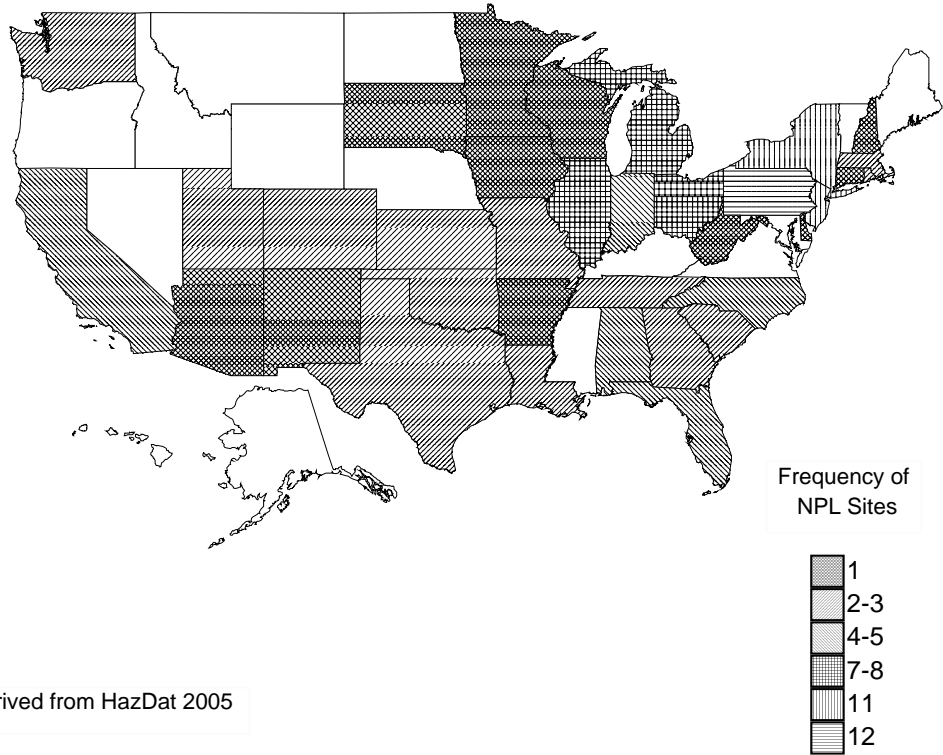 Frequency of
NPL Sites
1
2-3
4-5
7-8
11
12
rived from HazDat 2005